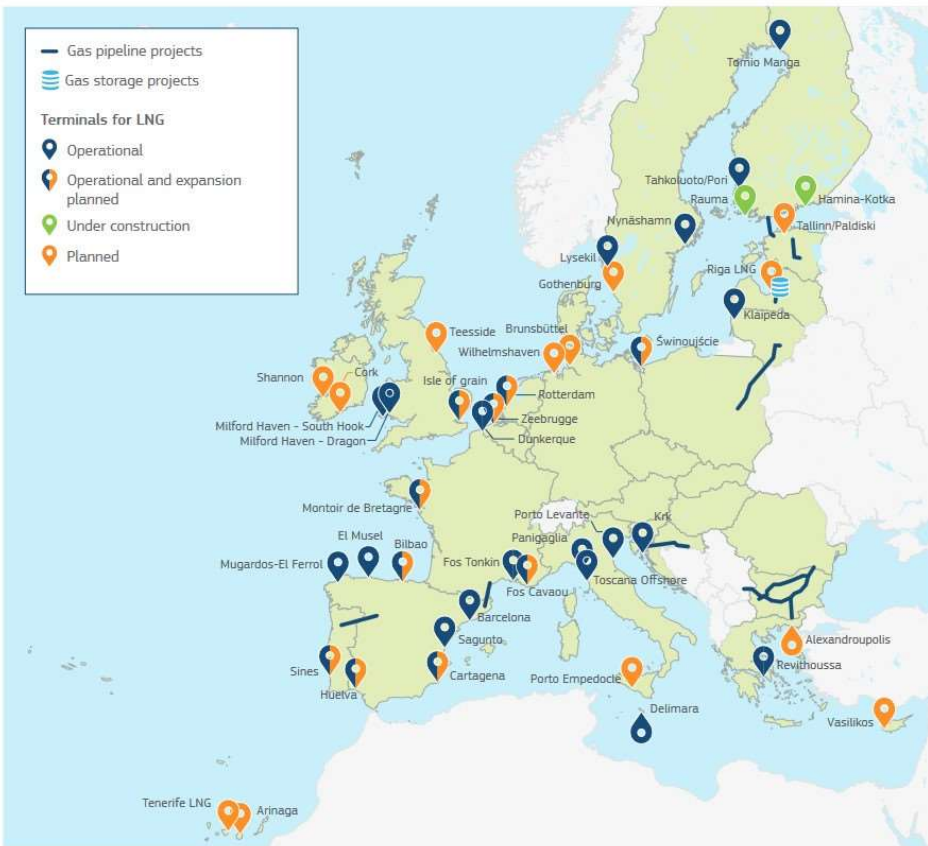 Gas pipeline projects
Gas storage projects
Terminals for LNG
Operational
Operational and expansion
planned
Under construction
Planned
Tornio Manga
Tahkoluoto/Pori
Rauma
Hamina-Kotka
Nynäshamn
Tallinn/Paldiski
Lysekil
Gothenburg
Riga LNG
Klaipeda
Teesside
Brunsbüttel
Wilhelmshaven
Świnoujście
Shannon
Cork
Isle of grain
Rotterdam
Milford Haven - South Hook
Milford Haven - Dragon
Zeebrugge
Dunkerque
Montoir de Bretagne
Porto Levante
Krk
El Musel
Bilbao
Panigaglia
Mugardos-El Ferrol
Fos Tonkin
Fos Cavaou
Toscana Offshore
Barcelona
Sagunto
Alexandroupolis
Sines
Huelva
Cartagena
Porto Empedocle
Revithoussa
Delimara
Vasilikos
Tenerife LNG
Arinaga